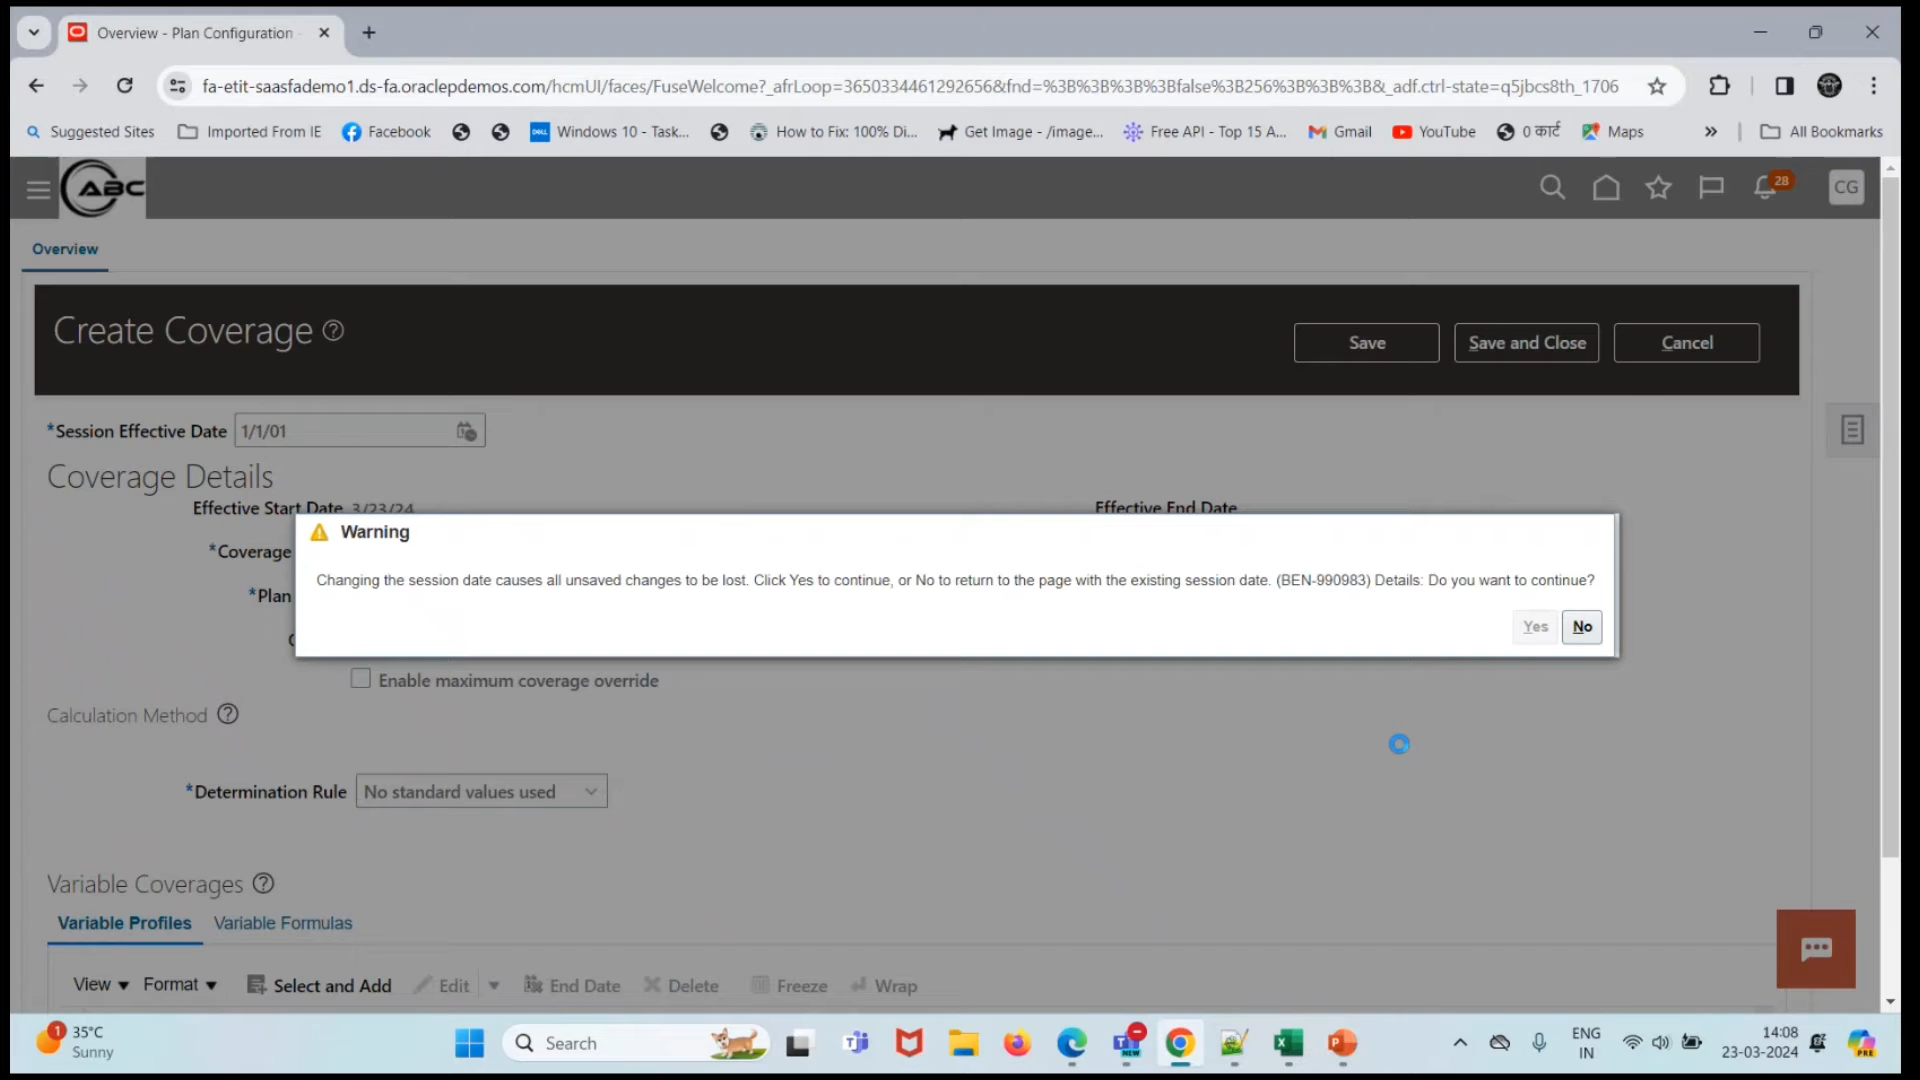 Overview - Plan Configuration
fa-etit-saasfademo1.ds-fa.oraclepdemos.com/hcmUI/faces/FuseWelcome?_afrLoop=3650334461292656&fnd=%3B%3B%3B%3Bfalse%3B256%3B%3B%3B&_adf.ctrl-state=q5jbcs8th_1706
Suggested Sites Imported From IE Facebook Windows 10 - Task... How to Fix: 100% Di... Get Image - /image... Free API - Top 15 A... Gmail YouTube 0 कार्ट Maps » All Bookmarks
ABC 28 CG
Overview
Create Coverage
Save Save and Close Cancel
*Session Effective Date 1/1/01
Coverage Details
Effective Start Date 3/23/24 Effective End Date
Warning
*Coverage
Changing the session date causes all unsaved changes to be lost. Click Yes to continue, or No to return to the page with the existing session date. (BEN-990983) Details: Do you want to continue?
*Plan
Yes No
Enable maximum coverage override
Calculation Method
*Determination Rule No standard values used
Variable Coverages
Variable Profiles Variable Formulas
View Format Select and Add Edit End Date Delete Freeze Wrap
1 35°C
Sunny
Search
NEW
ENG
IN
14:08
23-03-2024
PRE